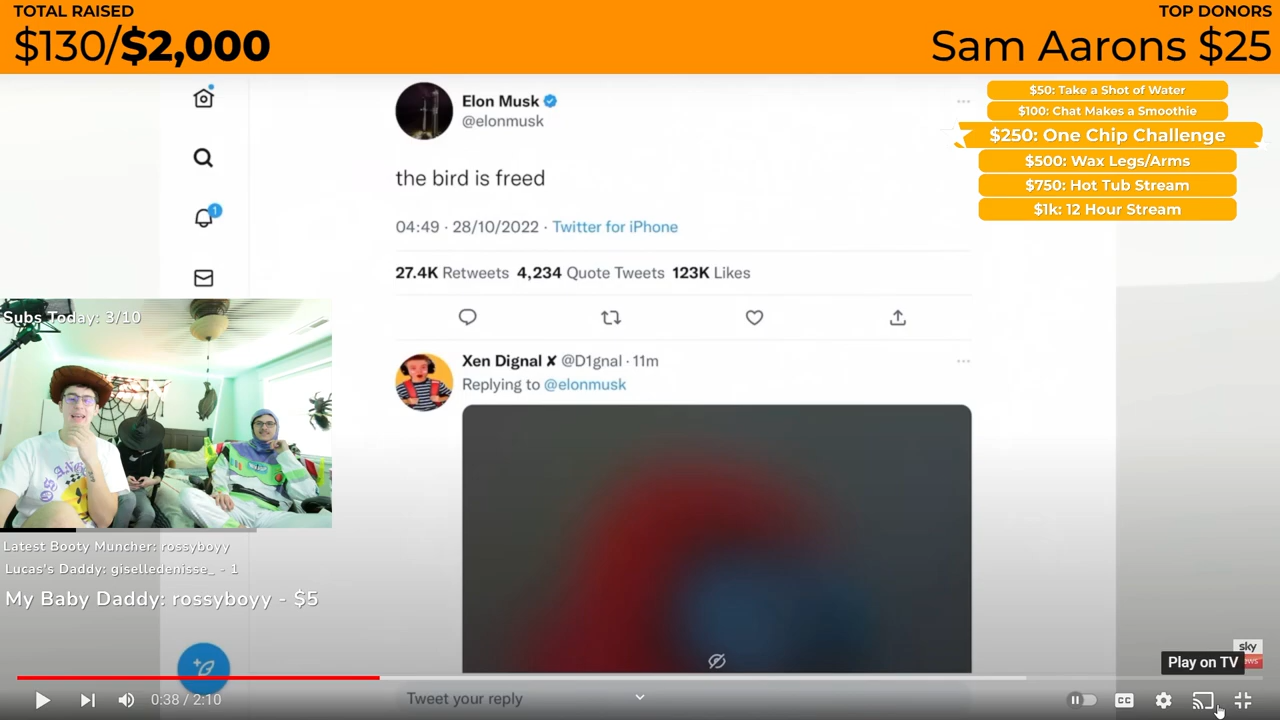 TOTAL RAISED
$130/$2,000
TOP DONORS
Sam Aarons $25
$50: Take a Shot of Water
$100: Chat Makes a Smoothie
$250: One Chip Challenge
$500: Wax Legs/Arms
$750: Hot Tub Stream
$1k: 12 Hour Stream
Elon Musk
@elonmusk
the bird is freed
04:49 · 28/10/2022 · Twitter for iPhone
27.4K Retweets 4,234 Quote Tweets 123K Likes
1
Xen Dignal ✘ @D1gnal · 11m
Replying to @elonmusk
Subs Today: 3/10
Latest Booty Muncher: rossyboyy
Lucas's Daddy: giselledenisse_ - 1
My Baby Daddy: rossyboyy - $5
sky
Play on TV
Tweet your reply
0:38 / 2:10
CC